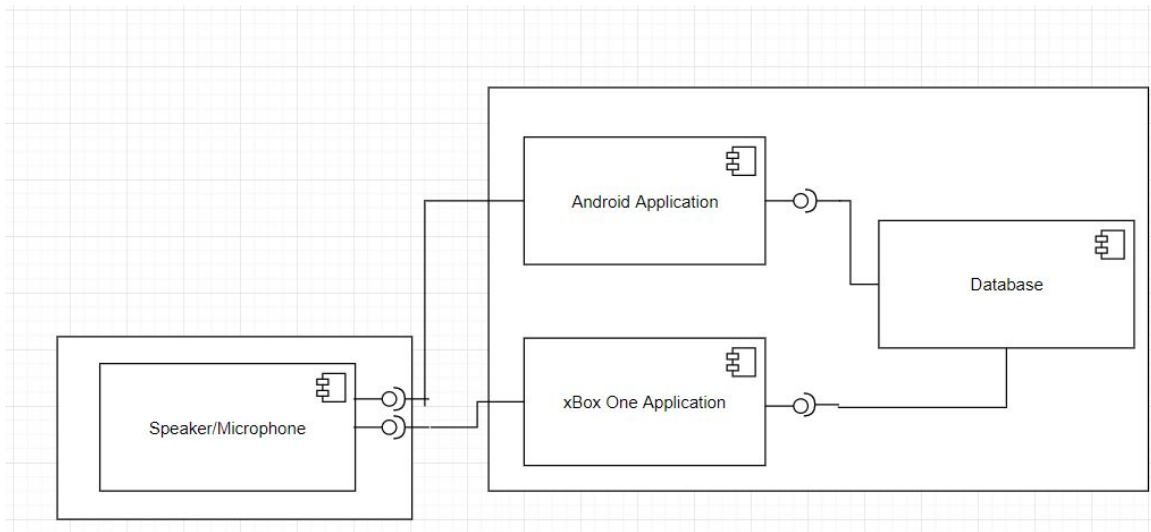 Android Application
Database
xBox One Application
Speaker/Microphone